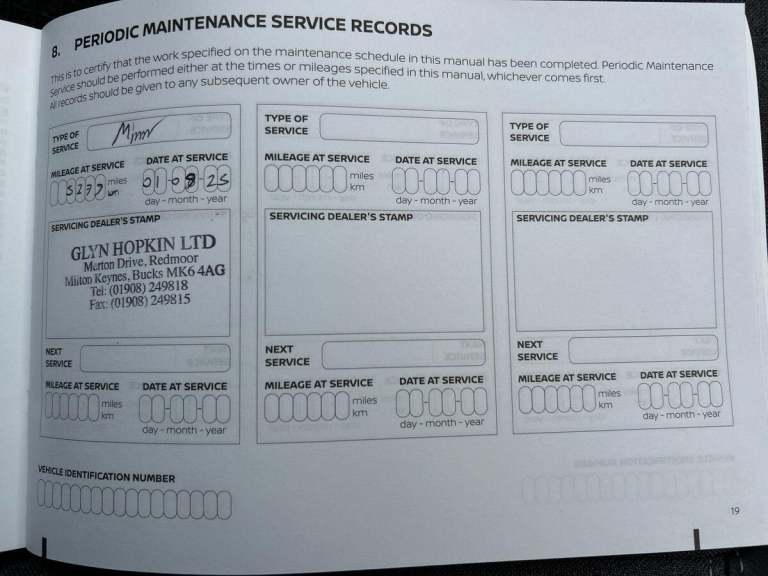 8. PERIODIC MAINTENANCE SERVICE RECORDS
This is to certify that the work specified on the maintenance schedule in this manual has been completed. Periodic Maintenance
Service should be performed either at the times or mileages specified in this manual, whichever comes first.
All records should be given to any subsequent owner of the vehicle.
TYPE OF
SERVICE
MILEAGE AT SERVICE
DATE AT SERVICE
miles
km
01-08-25
day - month - year
SERVICING DEALER'S STAMP
GLYN HOPKIN LTD
Marton Drive, Redmoor
Milton Keynes, Bucks MK6 4AG
Tel: (01908) 249818
Fax: (01908) 249815
NEXT
SERVICE
MILEAGE AT SERVICE
DATE AT SERVICE
miles
km
day - month - year
TYPE OF
SERVICE
MILEAGE AT SERVICE
DATE AT SERVICE
miles
km
day - month - year
SERVICING DEALER'S STAMP
NEXT
SERVICE
MILEAGE AT SERVICE
DATE AT SERVICE
miles
km
day - month - year
TYPE OF
SERVICE
MILEAGE AT SERVICE
DATE AT SERVICE
miles
km
day - month - year
SERVICING DEALER'S STAMP
NEXT
SERVICE
MILEAGE AT SERVICE
DATE AT SERVICE
miles
km
day - month - year
VEHICLE IDENTIFICATION NUMBER
19